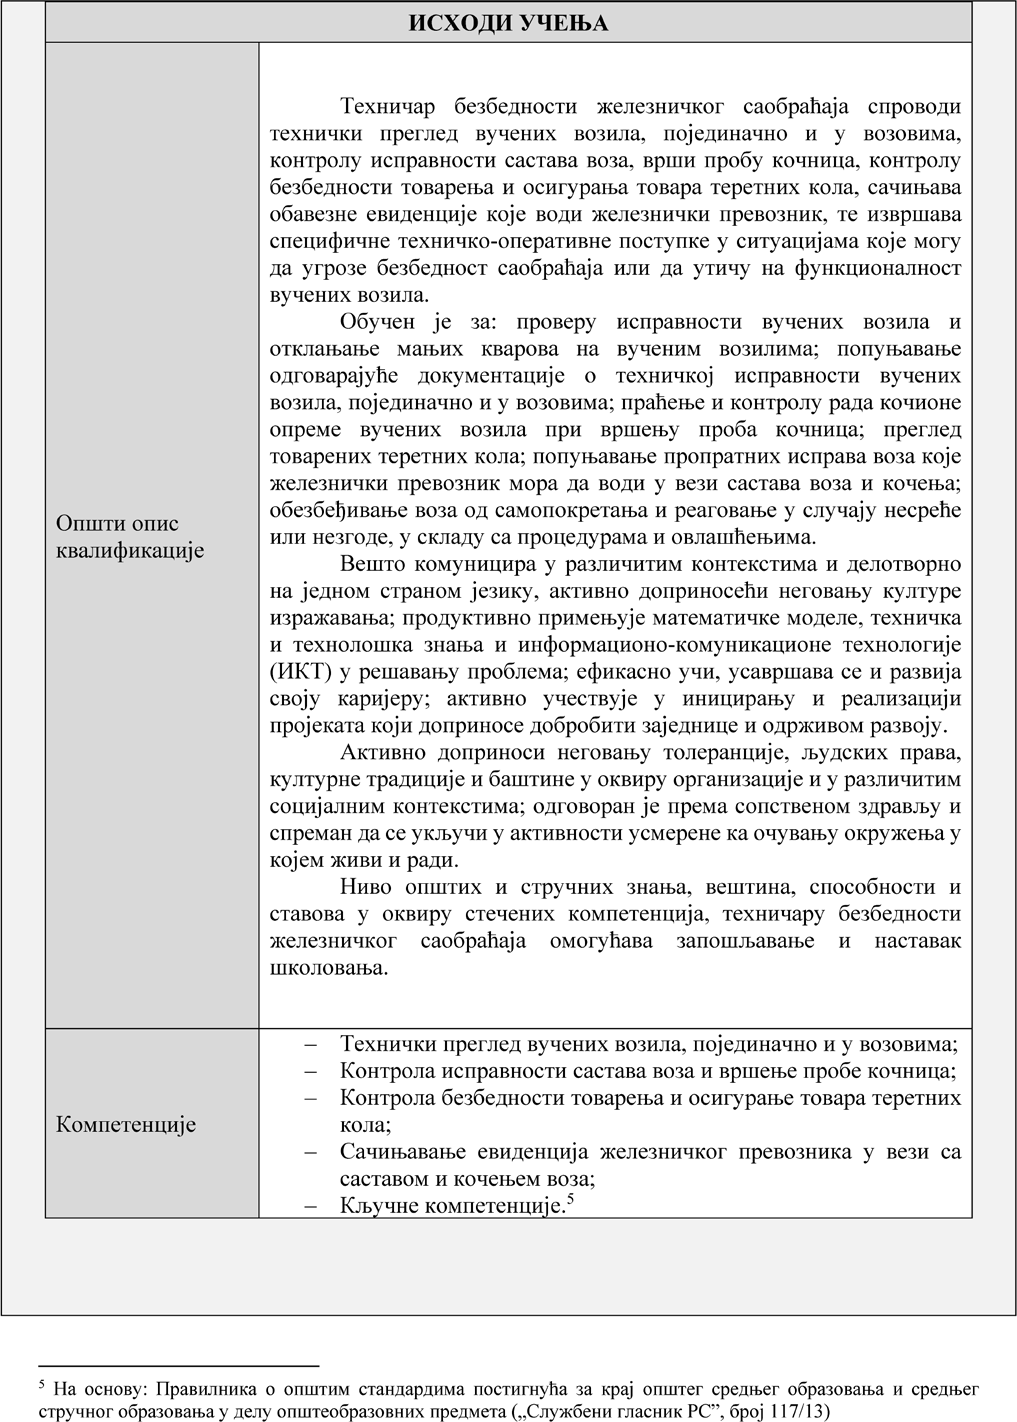 ИСХОДИ УЧЕЊА
Општи опис
квалификације
Техничар безбедности железничког саобраћаја спроводи
технички преглед вучених возила, појединачно и у возовима,
контролу исправности састава воза, врши пробу кочница, контролу
безбедности товарења и осигурања товара теретних кола, сачињава
обавезне евиденције које води железнички превозник, те извршава
специфичне техничко-оперативне поступке у ситуацијама које могу
да угрозе безбедност саобраћаја или да утичу на функционалност
вучених возила.
Обучен је за: проверу исправности вучених возила и
отклањање мањих кварова на вученим возилима; попуњавање
одговарајуће документације о техничкој исправности вучених
возила, појединачно и у возовима; праћење и контролу рада кочионе
опреме вучених возила при вршењу проба кочница; преглед
товарених теретних кола; попуњавање пропратних исправа воза које
железнички превозник мора да води у вези састава воза и кочења;
обезбеђивање воза од самопокретања и реаговање у случају несреће
или незгоде, у складу са процедурама и овлашћењима.
Вешто комуницира у различитим контекстима и делотворно
на једном страном језику, активно доприносећи неговању културе
изражавања; продуктивно примењује математичке моделе, техничка
и технолошка знања и информационо-комуникационе технологије
(ИКТ) у решавању проблема; ефикасно учи, усавршава се и развија
своју каријеру; активно учествује у иницирању и реализацији
пројеката који доприносе добробити заједнице и одрживом развоју.
Активно доприноси неговању толеранције, људских права,
културне традиције и баштине у оквиру организације и у различитим
социјалним контекстима; одговоран је према сопственом здрављу и
спреман да се укључи у активности усмерене ка очувању окружења у
којем живи и ради.
Ниво општих и стручних знања, вештина, способности и
ставова у оквиру стечених компетенција, техничару безбедности
железничког саобраћаја омогућава запошљавање и наставак
школовања.
Компетенције
– Технички преглед вучених возила, појединачно и у возовима;
– Контрола исправности састава воза и вршење пробе кочница;
– Контрола безбедности товарења и осигурање товара теретних
кола;
– Сачињавање евиденција железничког превозника у вези са
саставом и кочењем воза;
– Кључне компетенције.⁵
⁵ На основу: Правилника о општим стандардима постигнућа за крај општег средњег образовања и средњег
стручног образовања у делу општеобразовних предмета („Службени гласник РС”, број 117/13)